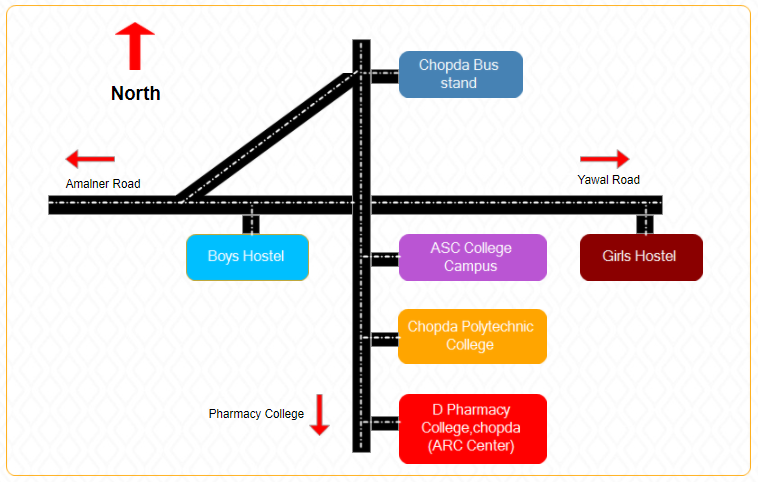 Chopda Bus
stand
North
Amalner Road
Yawal Road
Boys Hostel
ASC College
Campus
Girls Hostel
Chopda Polytechnic
College
Pharmacy College
D Pharmacy
College,chopda
(ARC Center)